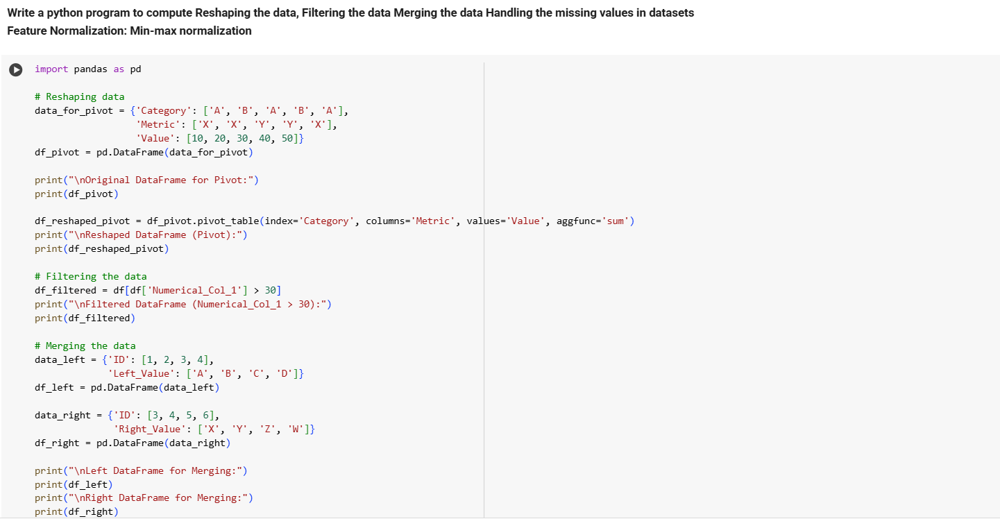 Write a python program to compute Reshaping the data, Filtering the data Merging the data Handling the missing values in datasets
Feature Normalization: Min-max normalization
import pandas as pd
# Reshaping data
data_for_pivot = {'Category': ['A', 'B', 'A', 'B', 'A'],
                  'Metric': ['X', 'X', 'Y', 'Y', 'X'],
                  'Value': [10, 20, 30, 40, 50]}
df_pivot = pd.DataFrame(data_for_pivot)
print("\nOriginal DataFrame for Pivot:")
print(df_pivot)
df_reshaped_pivot = df_pivot.pivot_table(index='Category', columns='Metric', values='Value', aggfunc='sum')
print("\nReshaped DataFrame (Pivot):")
print(df_reshaped_pivot)
# Filtering the data
df_filtered = df[df['Numerical_Col_1'] > 30]
print("\nFiltered DataFrame (Numerical_Col_1 > 30):")
print(df_filtered)
# Merging the data
data_left = {'ID': [1, 2, 3, 4],
             'Left_Value': ['A', 'B', 'C', 'D']}
df_left = pd.DataFrame(data_left)
data_right = {'ID': [3, 4, 5, 6],
              'Right_Value': ['X', 'Y', 'Z', 'W']}
df_right = pd.DataFrame(data_right)
print("\nLeft DataFrame for Merging:")
print(df_left)
print("\nRight DataFrame for Merging:")
print(df_right)